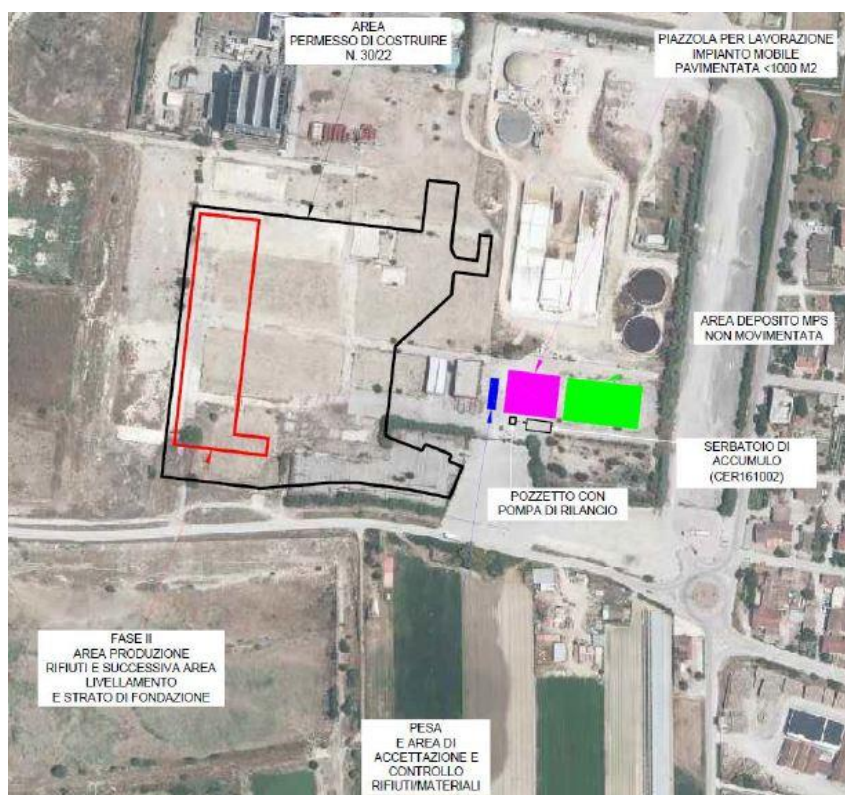 AREA
PERMESSO DI COSTRUIRE
N. 30/22
PIAZZOLA PER LAVORAZIONE
IMPIANTO MOBILE
PAVIMENTATA <1000 M2
AREA DEPOSITO MPS
NON MOVIMENTATA
SERBATOIO DI
ACCUMULO
(CER161002)
POZZETTO CON
POMPA DI RILANCIO
FASE II
AREA PRODUZIONE
RIFIUTI E SUCCESSIVA AREA
LIVELLAMENTO
E STRATO DI FONDAZIONE
PESA
E AREA DI
ACCETTAZIONE E
CONTROLLO
RIFIUTI/MATERIALI